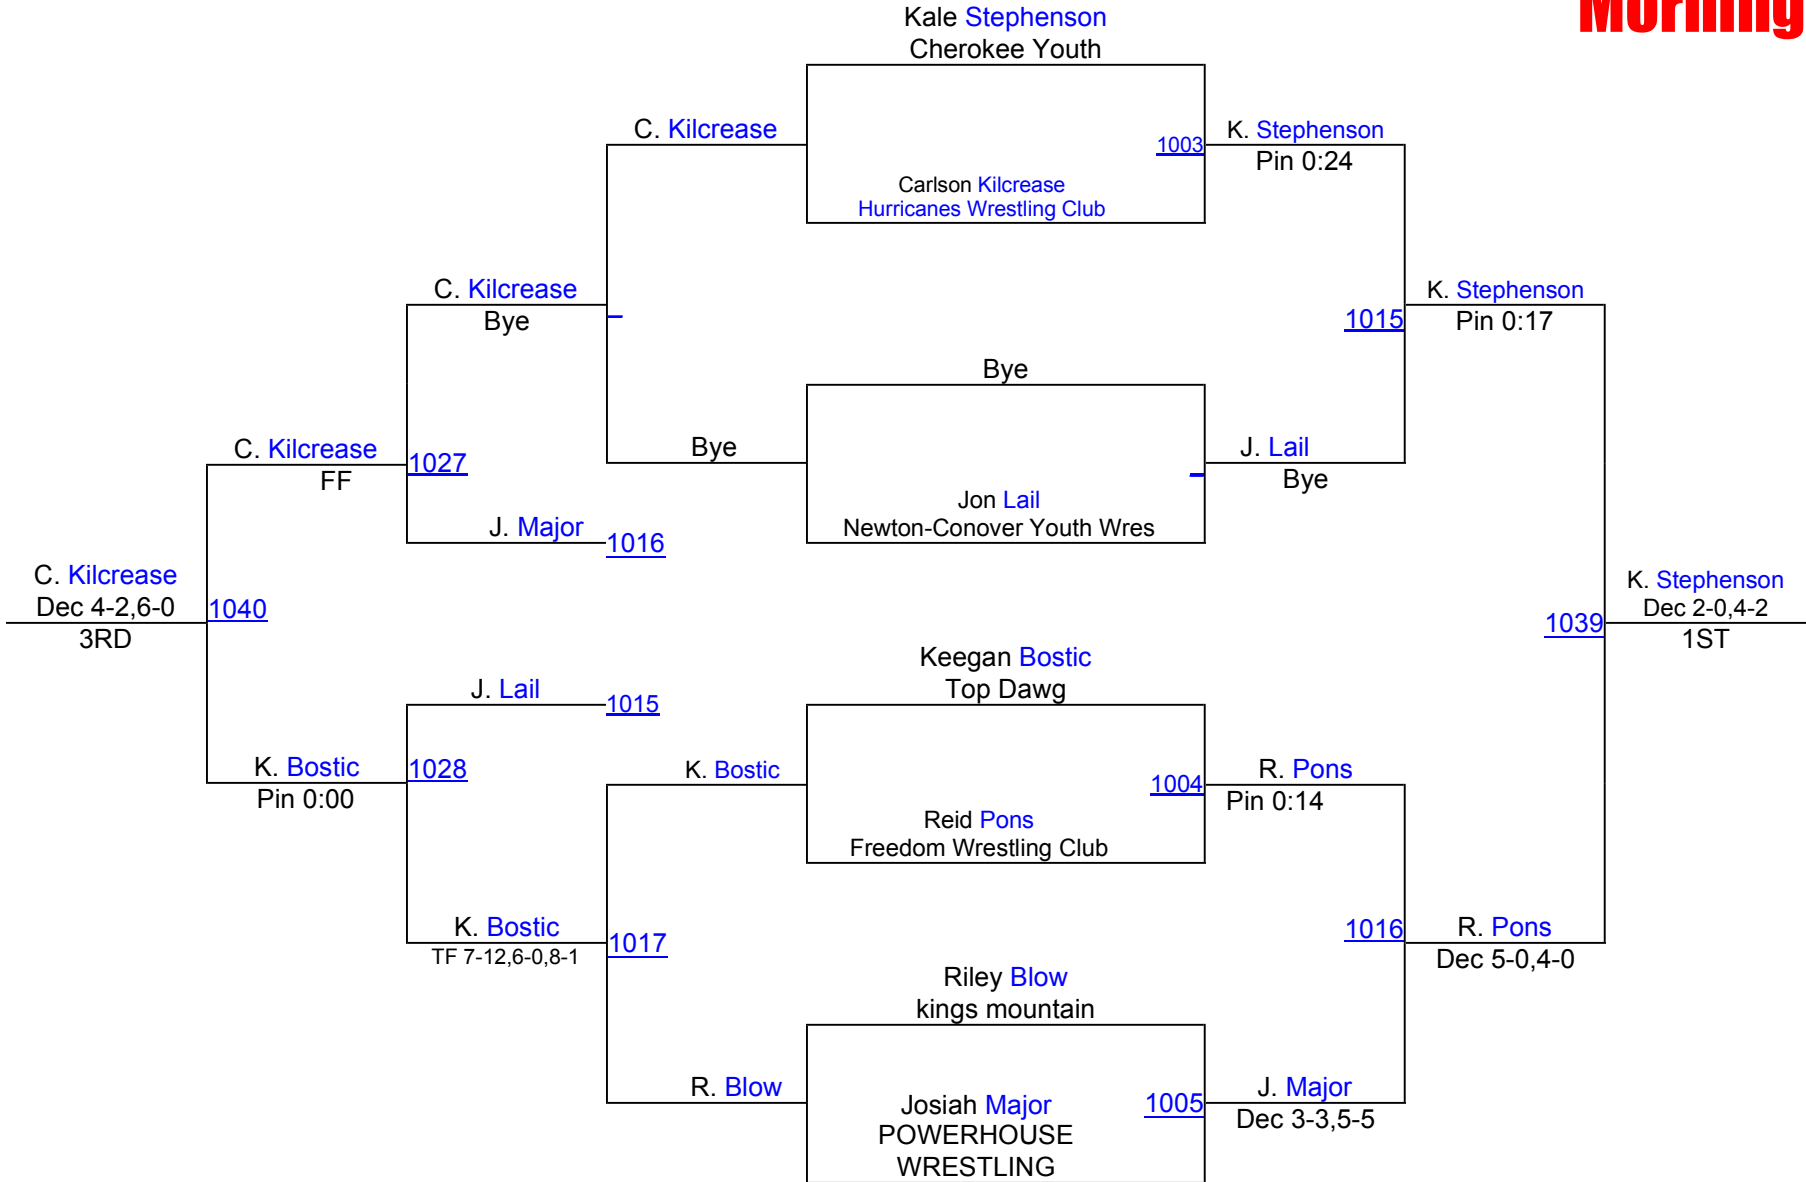 Morning
Kale Stephenson
Cherokee Youth
C. Kilcrease
1003
K. Stephenson
Pin 0:24
Carlson Kilcrease
Hurricanes Wrestling Club
C. Kilcrease
Bye
K. Stephenson
Pin 0:17
1015
Bye
C. Kilcrease
FF
1027
Bye
J. Lail
Bye
Jon Lail
Newton-Conover Youth Wres
J. Major
1016
C. Kilcrease
Dec 4-2,6-0
3RD
1040
K. Stephenson
Dec 2-0,4-2
1ST
1039
Keegan Bostic
Top Dawg
J. Lail
1015
K. Bostic
Pin 0:00
1028
K. Bostic
1004
R. Pons
Pin 0:14
Reid Pons
Freedom Wrestling Club
K. Bostic
TF 7-12,6-0,8-1
1017
1016
R. Pons
Dec 5-0,4-0
Riley Blow
kings mountain
R. Blow
Josiah Major
POWERHOUSE
WRESTLING
1005
J. Major
Dec 3-3,5-5